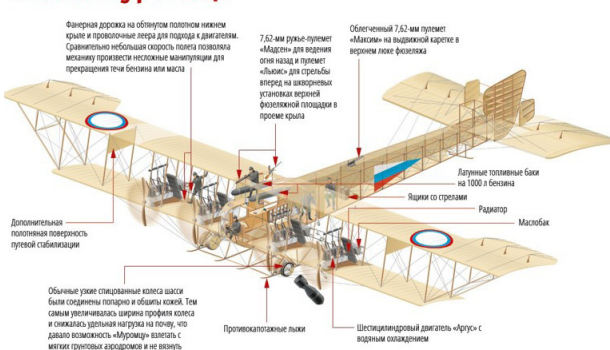 Фанерная дорожка на обтянутом полотном нижнем
крыле и проволочные леера для подхода к двигателям.
Сравнительно небольшая скорость полета позволяла
механику произвести несложные манипуляции для
прекращения течи бензина или масла
7,62-мм ружье-пулемет
«Мадсен» для ведения
огня назад и пулемет
«Льюис» для стрельбы
вперед на шкворневых
установках верхней
фюзеляжной площадки в
проеме крыла
Облегченный 7,62-мм пулемет
«Максим» на выдвижной каретке в
верхнем люке фюзеляжа
Латунные топливные баки
на 1000 л бензина
Ящики со стрелами
Радиатор
Маслобак
Дополнительная
полотняная поверхность
путевой стабилизации
Обычные узкие спицованные колеса шасси
были соединены попарно и обшиты кожей. Тем
самым увеличивалась ширина профиля колеса
и снижалась удельная нагрузка на почву, что
давало возможность «Муромцу» взлетать с
мягких грунтовых аэродромов и не вязнуть
Противокапотажные лыжи
Шестицилиндровый двигатель «Аргус» с
водяным охлаждением